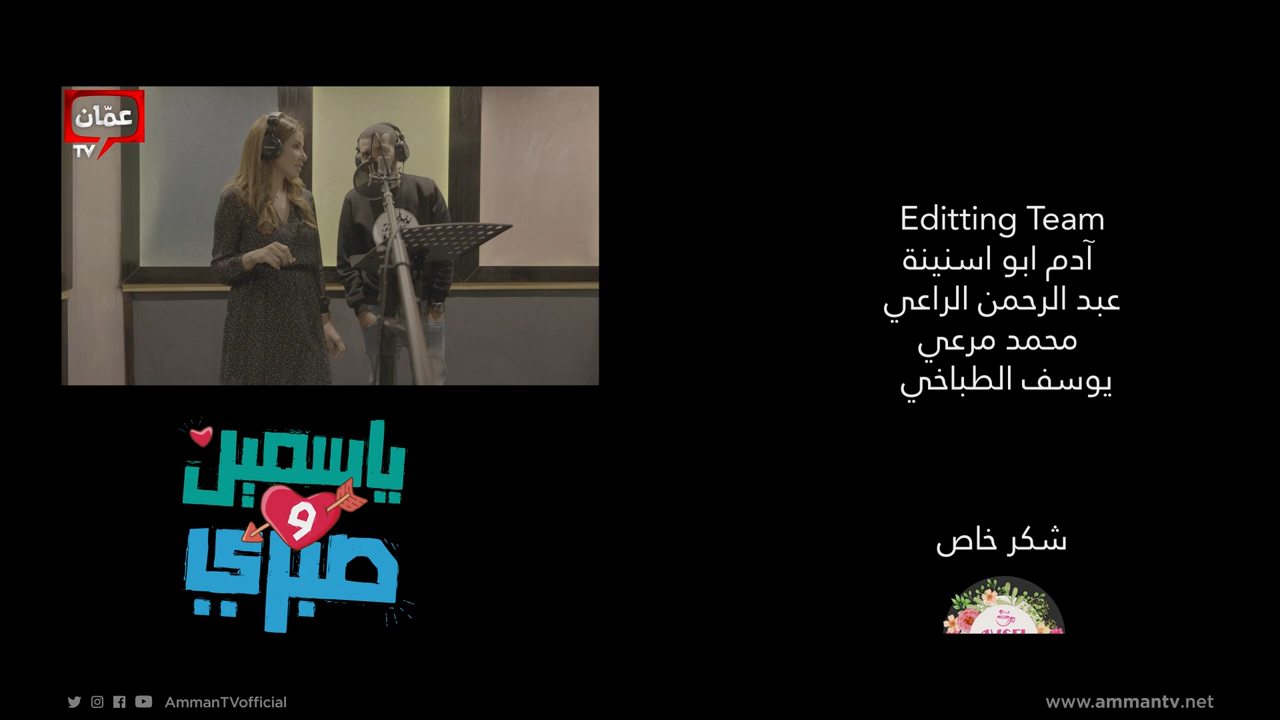 عمّان
TV
Editting Team
آدم ابو اسنينة
عبد الرحمن الراعي
محمد مرعي
يوسف الطباخي
ياسمين
و
صبري
شكر خاص
AmmanTVofficial
www.ammantv.net